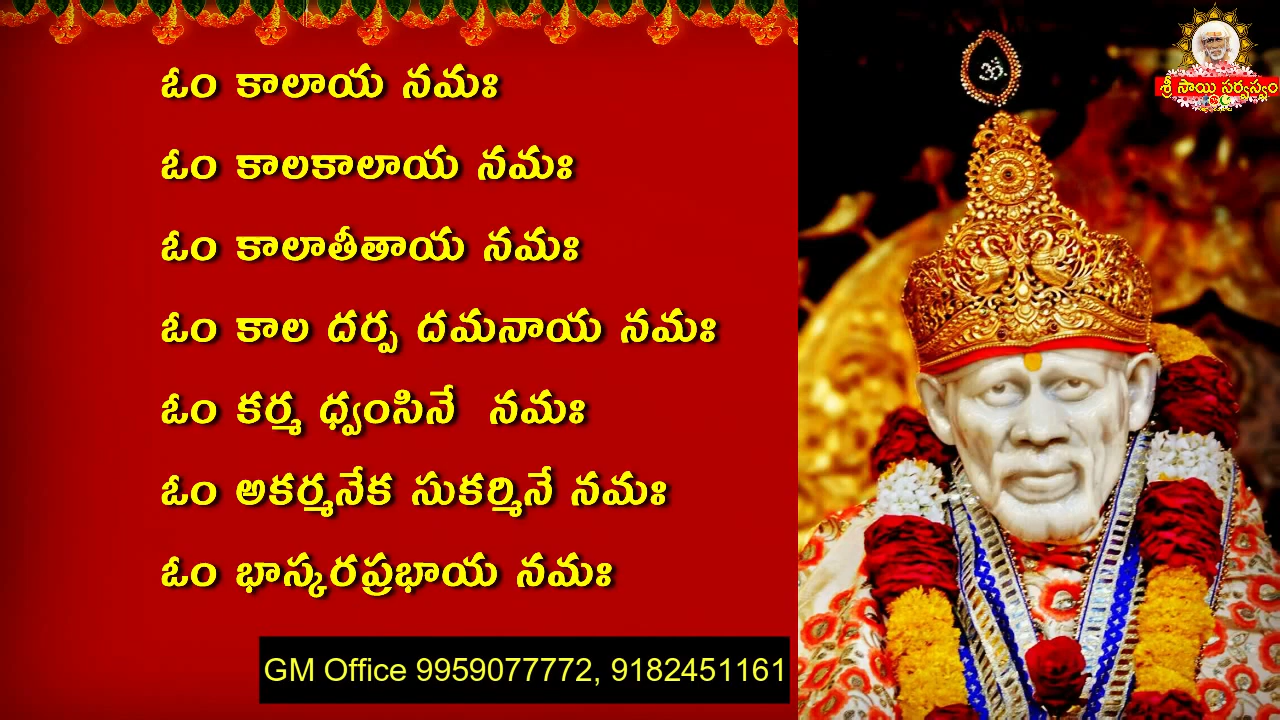 ఓం కాలాయ నమః
ఓం కాలకాలాయ నమః
ఓం కాలాతీతాయ నమః
ఓం కాల దర్ప దమనాయ నమః
ఓం కర్మ ధ్వంసినే నమః
ఓం అకర్మనేక సుకర్మినే నమః
ఓం భాస్కరప్రభాయ నమః
GM Office 9959077772, 9182451161
ॐ
శ్రీ సాయి సర్వస్వం